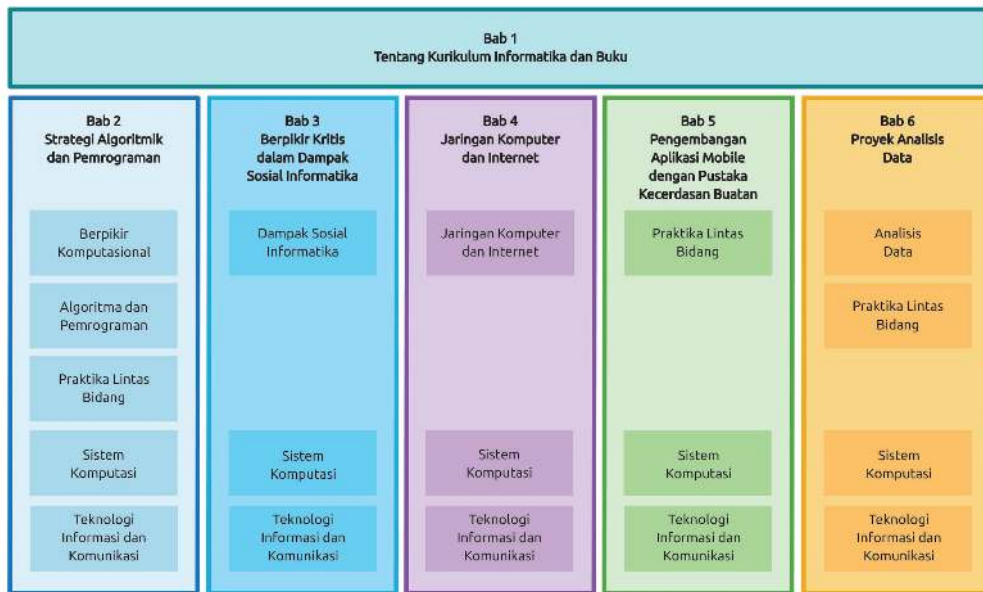 Bab 1
Tentang Kurikulum Informatika dan Buku
Bab 2
Strategi Algoritmik
dan Pemrograman
Berpikir
Komputasional
Algoritma dan
Pemrograman
Praktika Lintas
Bidang
Sistem
Komputasi
Teknologi
Informasi dan
Komunikasi
Bab 3
Berpikir Kritis
dalam Dampak
Sosial Informatika
Dampak Sosial
Informatika
Sistem
Komputasi
Teknologi
Informasi dan
Komunikasi
Bab 4
Jaringan Komputer
dan Internet
Jaringan Komputer
dan Internet
Sistem
Komputasi
Teknologi
Informasi dan
Komunikasi
Bab 5
Pengembangan
Aplikasi Mobile
dengan Pustaka
Kecerdasan Buatan
Praktika Lintas
Bidang
Sistem
Komputasi
Teknologi
Informasi dan
Komunikasi
Bab 6
Proyek Analisis
Data
Analisis
Data
Praktika Lintas
Bidang
Sistem
Komputasi
Teknologi
Informasi dan
Komunikasi